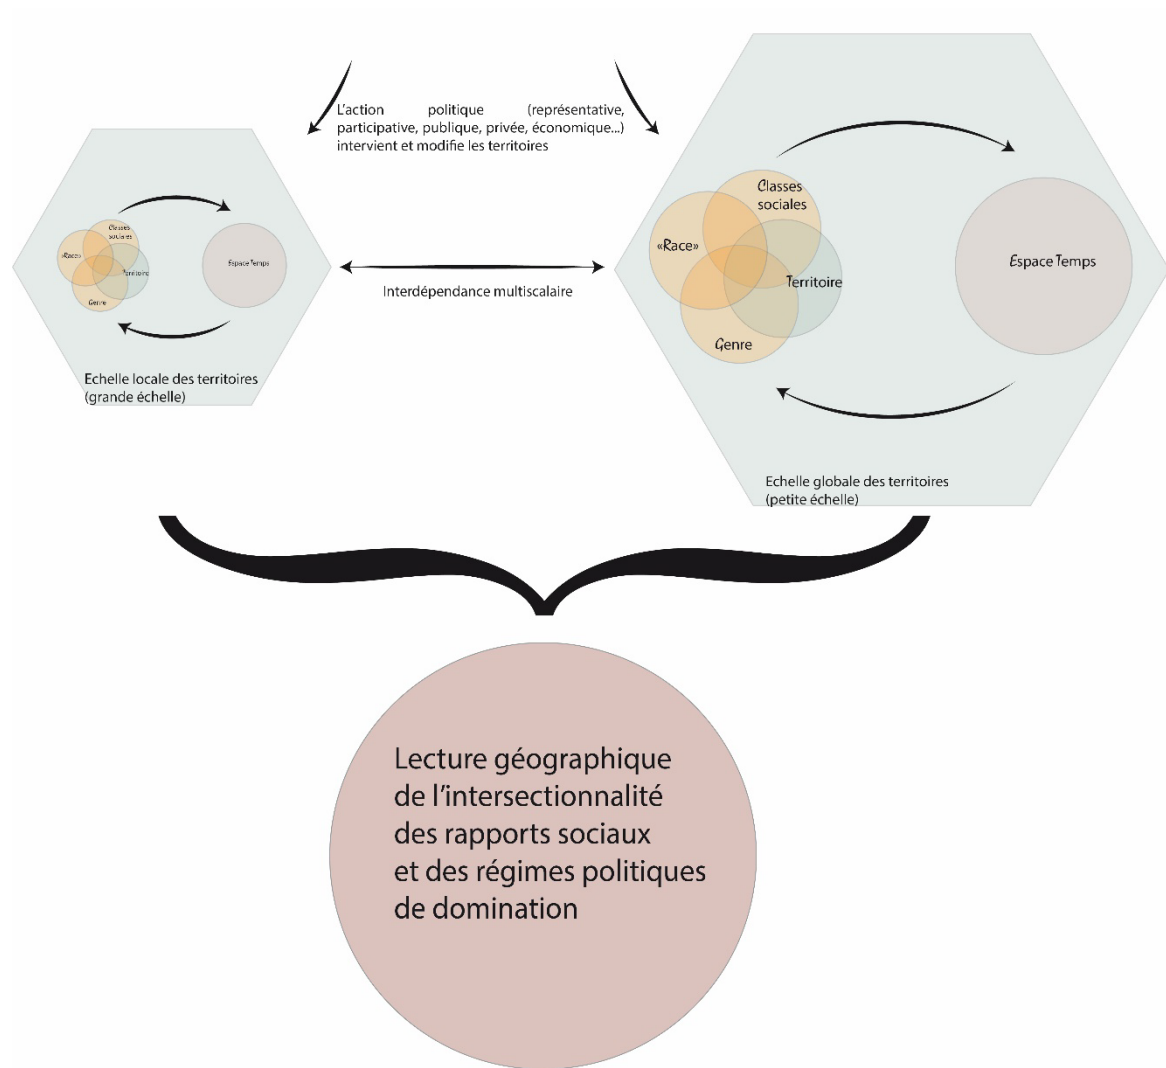 L'action politique (représentative,
participative, publique, privée, économique...)
intervient et modifie les territoires
Classes
sociales
«Race»
Territoire
Genre
Espace Temps
Echelle locale des territoires
(grande échelle)
Interdépendance multiscalaire
Classes
sociales
«Race»
Territoire
Genre
Espace Temps
Echelle globale des territoires
(petite échelle)
Lecture géographique
de l'intersectionnalité
des rapports sociaux
et des régimes politiques
de domination